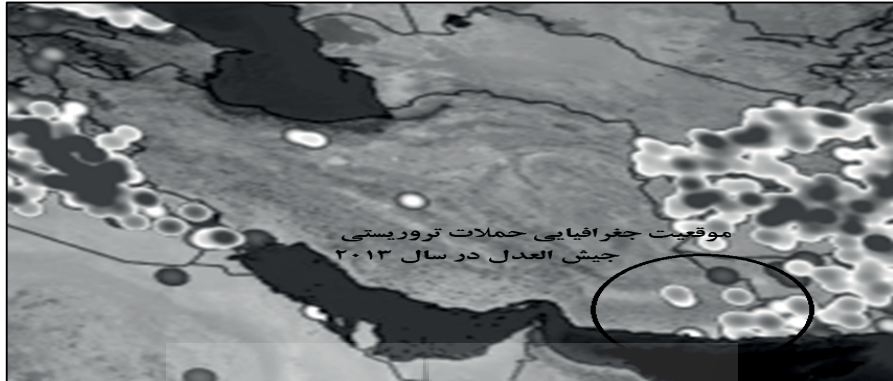 موقعیت جغرافیایی حملات تروریستی
جیش العدل در سال ۲۰۱۳